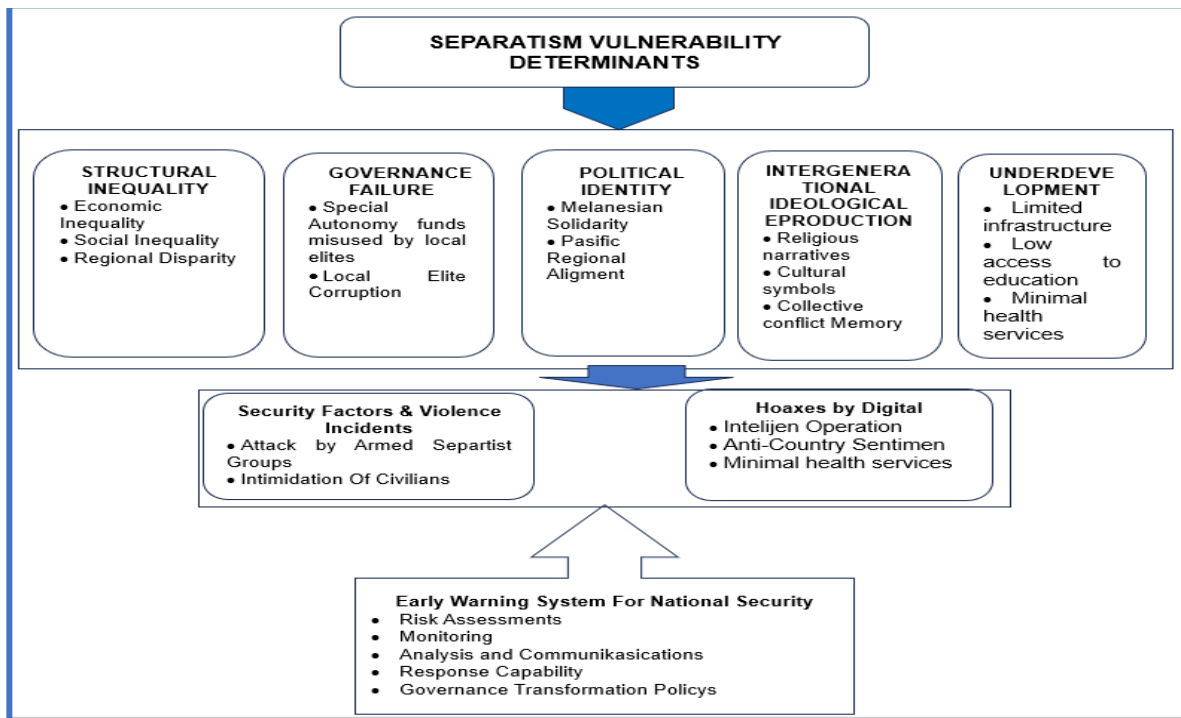 SEPARATISM VULNERABILITY
DETERMINANTS
STRUCTURAL
INEQUALITY
• Economic
Inequality
• Social Inequality
• Regional Disparity
GOVERNANCE
FAILURE
• Special
Autonomy funds
misused by local
elites
• Local Elite
Corruption
POLITICAL
IDENTITY
• Melanesian
Solidarity
• Pasific
Regional
Aligment
INTERGENERA
TIONAL
IDEOLOGICAL
EPRODUCTION
• Religious
narratives
• Cultural
symbols
• Collective
conflict Memory
UNDERDEVE
LOPMENT
• Limited
infrastructure
• Low
access to
education
• Minimal
health
services
Security Factors & Violence
Incidents
• Attack by Armed Separtist
Groups
• Intimidation Of Civilians
Hoaxes by Digital
• Intelijen Operation
• Anti-Country Sentimen
• Minimal health services
Early Warning System For National Security
• Risk Assessments
• Monitoring
• Analysis and Communikasications
• Response Capability
• Governance Transformation Policys